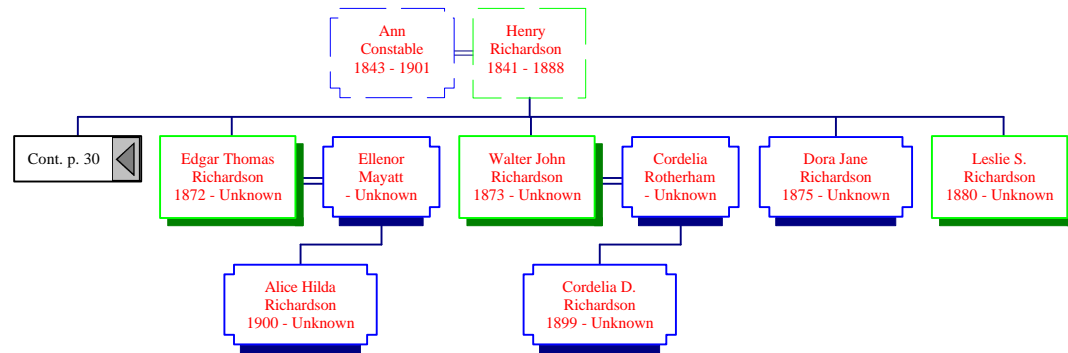 Ann
Constable
1843 - 1901
Henry
Richardson
1841 - 1888
Cont. p. 30
Edgar Thomas
Richardson
1872 - Unknown
Ellenor
Mayatt
- Unknown
Walter John
Richardson
1873 - Unknown
Cordelia
Rotherham
- Unknown
Dora Jane
Richardson
1875 - Unknown
Leslie S.
Richardson
1880 - Unknown
Alice Hilda
Richardson
1900 - Unknown
Cordelia D.
Richardson
1899 - Unknown